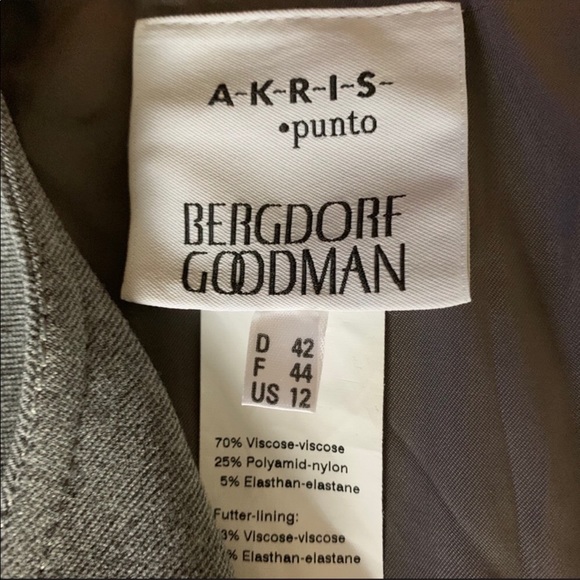 A-K-R-I-S-
•punto
BERGDORF
GOODMAN
D 42
F 44
US 12
70% Viscose-viscose
25% Polyamid-nylon
5% Elasthan-elastane
Futter-lining:
3% Viscose-viscose
% Elasthan-elastane